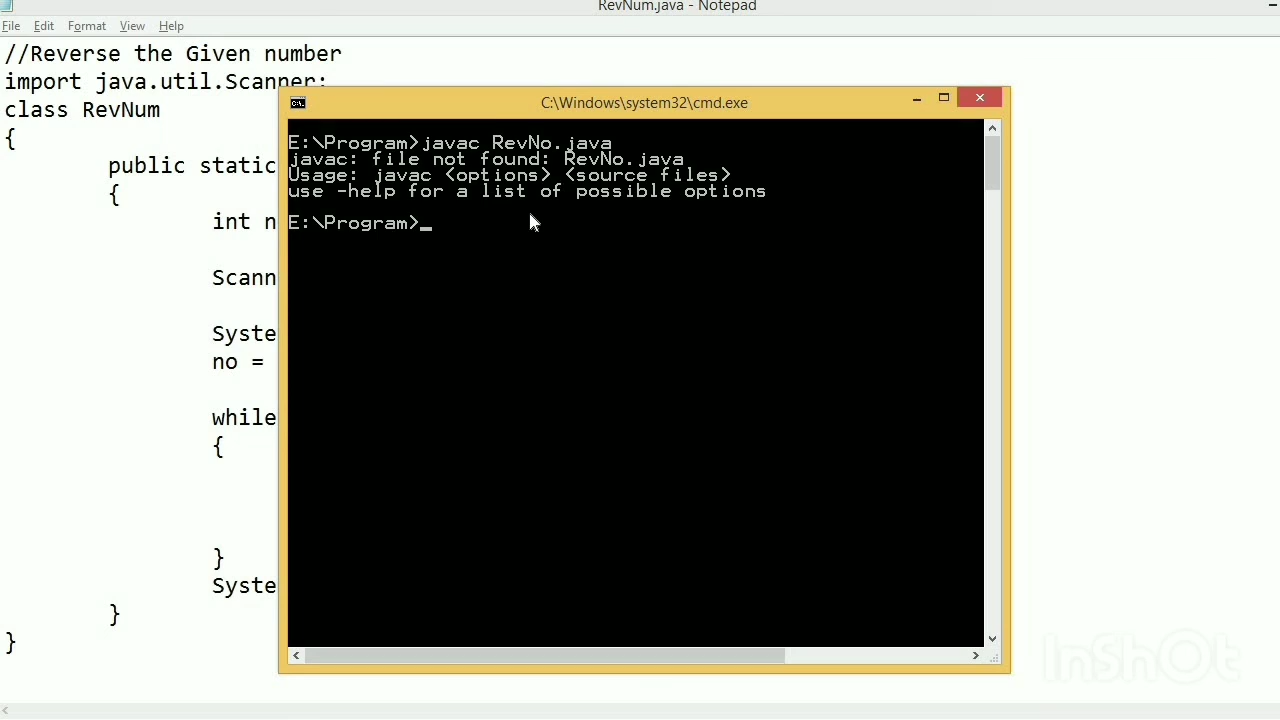 RevNum.java - Notepad
File Edit Format View Help
//Reverse the Given number
import java.util.Scanner;
class RevNum
{
public static
{
int n
Scann
Syste
no =
while
{
}
Syste
}
}
C:\Windows\system32\cmd.exe
E:\Program>javac RevNo.java
javac: file not found: RevNo.java
Usage: javac <options> <source files>
use -help for a list of possible options
E:\Program>_
InShOt